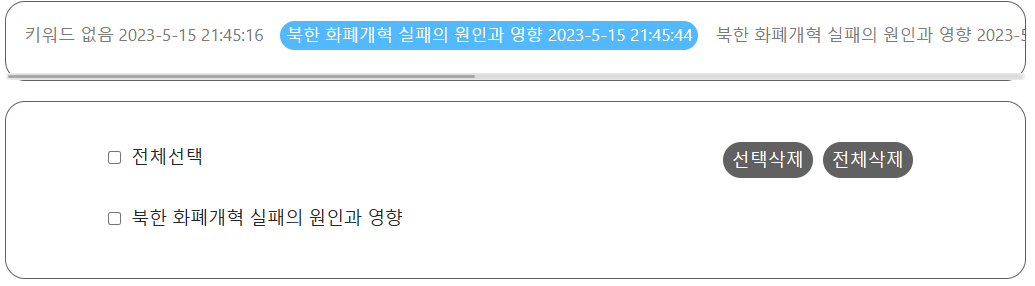 키워드 없음 2023-5-15 21:45:16 북한 화폐개혁 실패의 원인과 영향 2023-5-15 21:45:44 북한 화폐개혁 실패의 원인과 영향
전체선택 선택삭제 전체삭제
북한 화폐개혁 실패의 원인과 영향